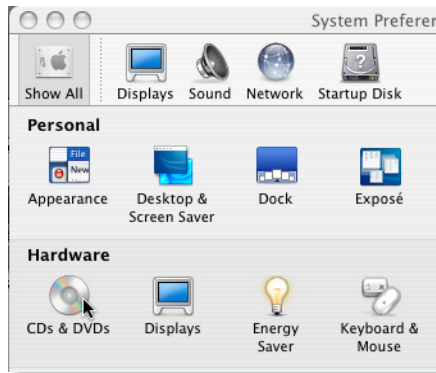 System Prefere
Show All Displays Sound Network Startup Disk
Personal
File
New
Appearance Desktop & Screen Saver Dock Exposé
Hardware
CDs & DVDs Displays Energy Saver Keyboard & Mouse